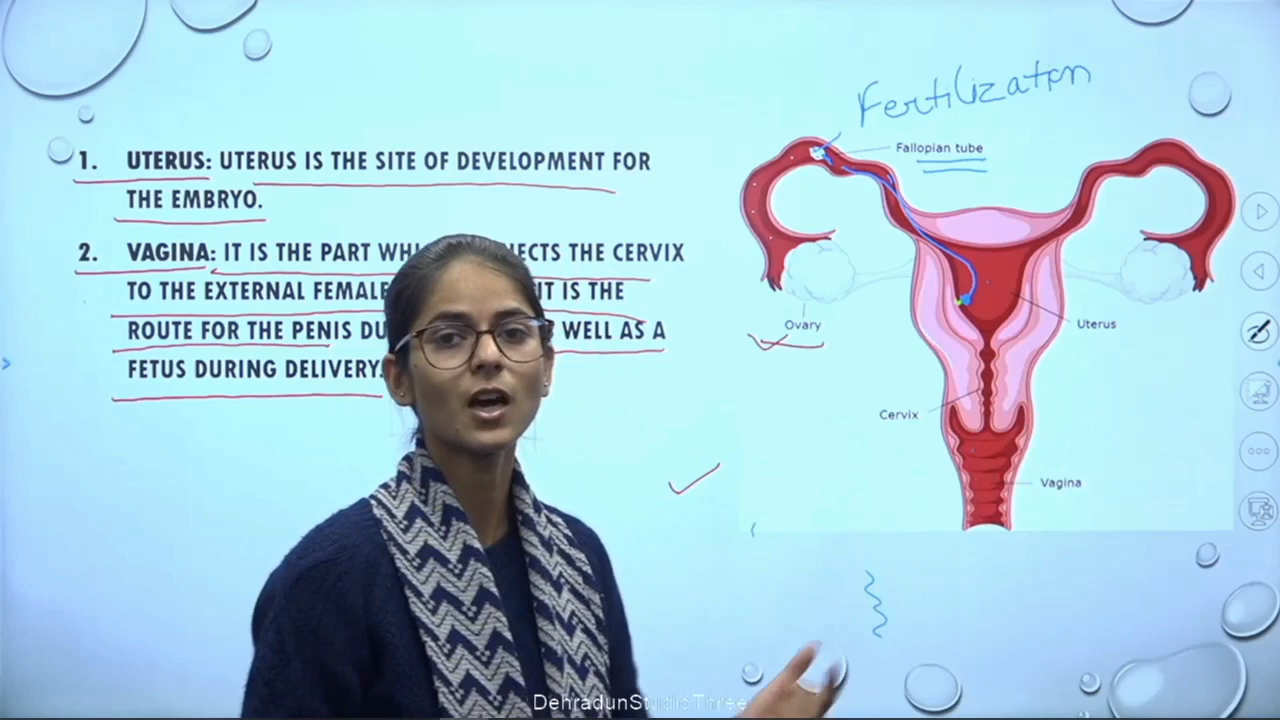 Fertilization
1. UTERUS: UTERUS IS THE SITE OF DEVELOPMENT FOR
THE EMBRYO.
2. VAGINA: IT IS THE PART WH ECTS THE CERVIX
TO THE EXTERNAL FEMALE IT IS THE
ROUTE FOR THE PENIS DU WELL AS A
FETUS DURING DELIVERY.
Fallopian tube
Ovary
Uterus
Cervix
Vagina
DehradunStudioThree